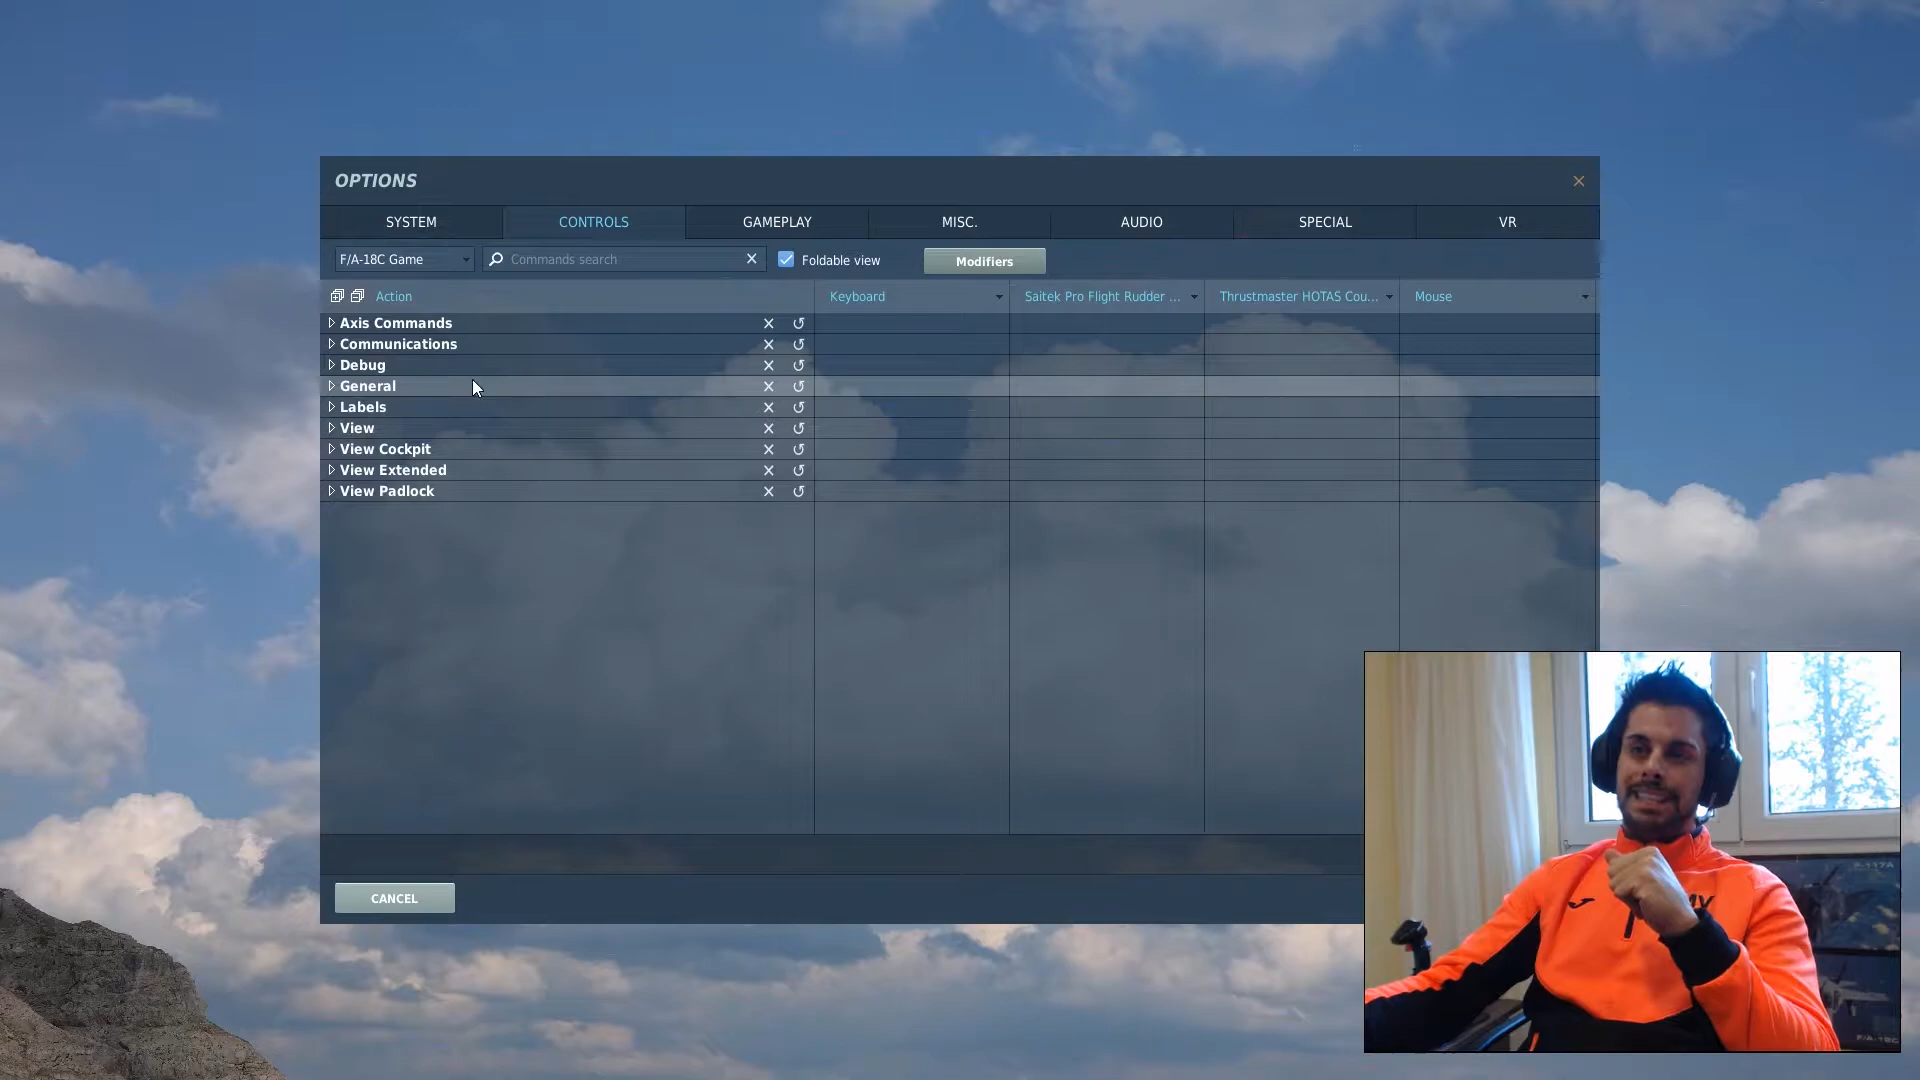 OPTIONS
SYSTEM CONTROLS GAMEPLAY MISC. AUDIO SPECIAL VR
F/A-18C Game Commands search Foldable view Modifiers
Action Keyboard Saitek Pro Flight Rudder ... Thrustmaster HOTAS Cou... Mouse
Axis Commands
Communications
Debug
General
Labels
View
View Cockpit
View Extended
View Padlock
CANCEL
F-117A
F/A-18C